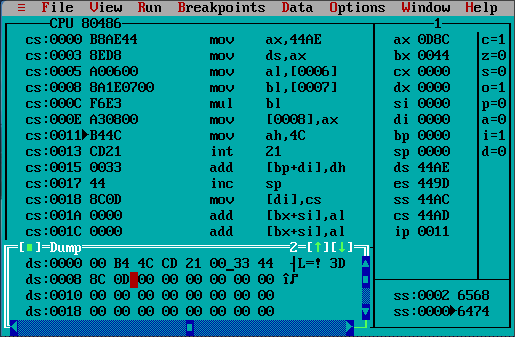 ≡ File View Run Breakpoints Data Options Window Help
CPU 80486 1
cs:0000 B8AE44 mov ax,44AE ax 0D8C c=1
cs:0003 8ED8 mov ds,ax bx 0044 z=0
cs:0005 A00600 mov al,[0006] cx 0000 s=0
cs:0008 8A1E0700 mov bl,[0007] dx 0000 o=1
cs:000C F6E3 mul bl si 0000 p=0
cs:000E A30800 mov [0008],ax di 0000 a=0
cs:0011►B44C mov ah,4C bp 0000 i=1
cs:0013 CD21 int 21 sp 0000 d=0
cs:0015 0033 add [bp+di],dh ds 44AE
cs:0017 44 inc sp es 449D
cs:0018 8C0D mov [di],cs ss 44AC
cs:001A 0000 add [bx+si],al cs 44AD
cs:001C 0000 add [bx+si],al ip 0011
[■]=Dump 2=[↑][↓]
ds:0000 00 B4 4C CD 21 00 33 44 ┤L=! 3D
ds:0008 8C 0D 00 00 00 00 00 00 î♪
ds:0010 00 00 00 00 00 00 00 00
ds:0018 00 00 00 00 00 00 00 00
ss:0002 6568
ss:0000►6474